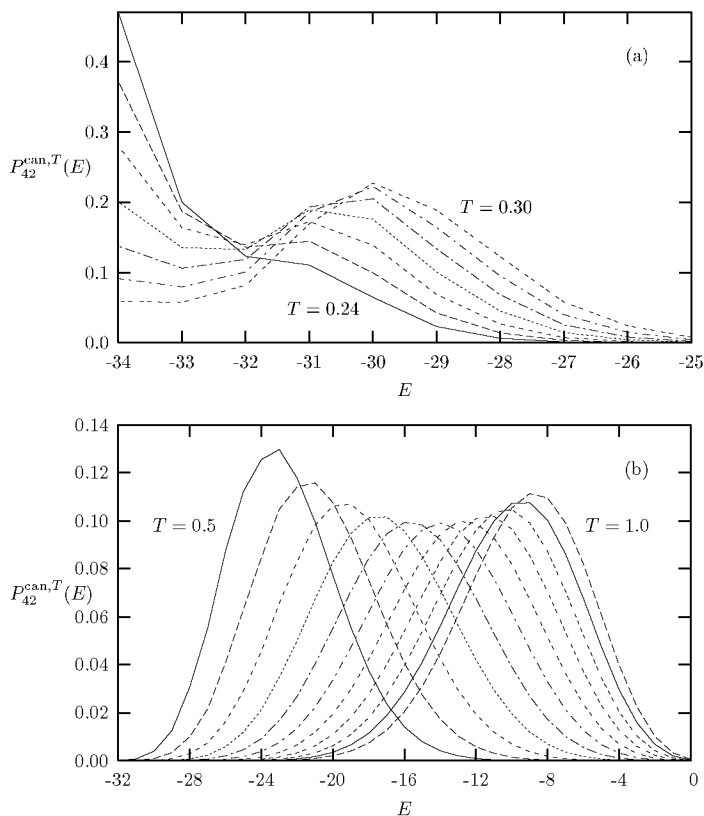 (a)
0.4
0.3
P_{42}^{can,T}(E)
0.2
T = 0.30
0.1
T = 0.24
0.0
-34 -33 -32 -31 -30 -29 -28 -27 -26 -25
E
0.14
(b)
0.12
T = 0.5
0.10
T = 1.0
0.08
P_{42}^{can,T}(E)
0.06
0.04
0.02
0.00
-32 -28 -24 -20 -16 -12 -8 -4 0
E